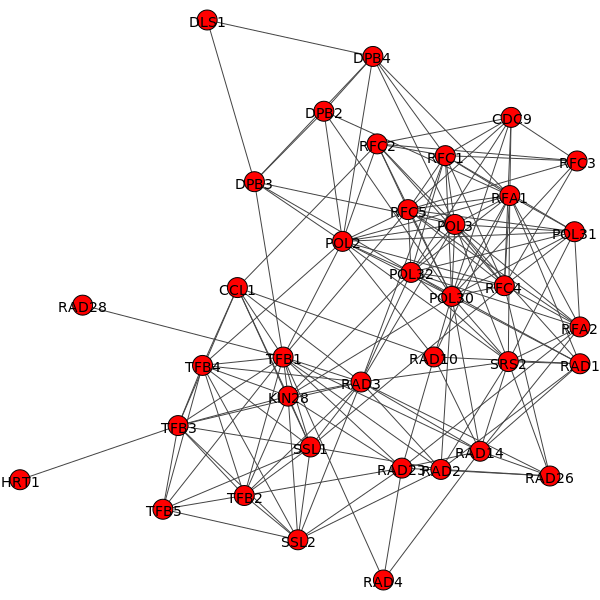 DLS1
DPB4
DPB2
CDC9
RFC2
RFC1
RFC3
DPB3
RFA1
RFC5
POL3
POL31
POL2
POL32
CCL1
RFC4
POL30
RAD28
RFA2
TFB1
RAD10
TFB4
SRS2
RAD1
RAD3
KIN28
TFB3
SSL1
RAD14
RAD23
RAD2
HRT1
RAD26
TFB2
TFB5
SSL2
RAD4